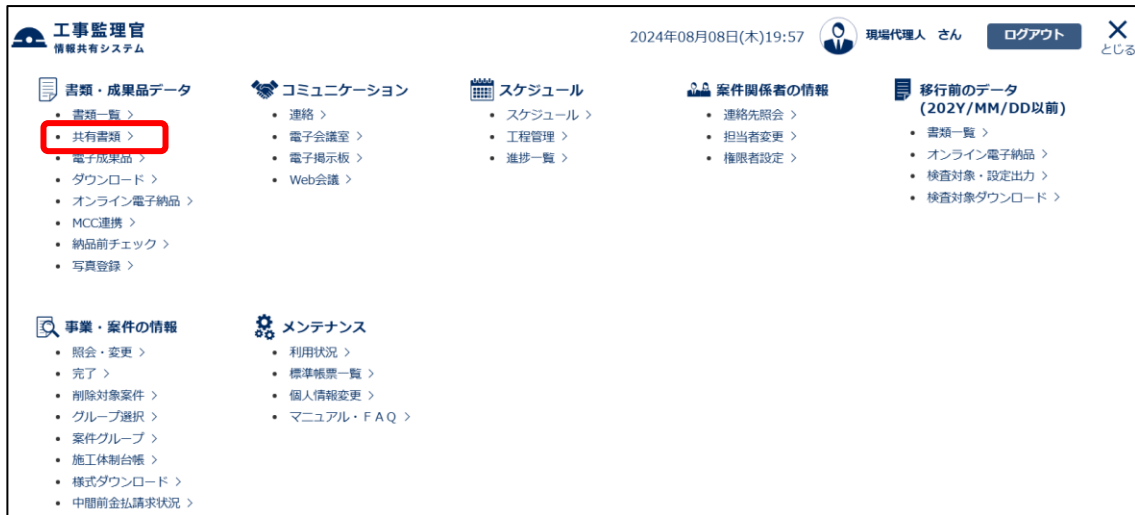 工事監理官
情報共有システム
2024年08月08日(木)19:57
現場代理人 さん
ログアウト
とじる
書類・成果品データ
書類一覧
共有書類
電子成果品
ダウンロード
オンライン電子納品
MCC連携
納品前チェック
写真登録
コミュニケーション
連絡
電子会議室
電子掲示板
Web会議
スケジュール
スケジュール
工程管理
進捗一覧
案件関係者の情報
連絡先照会
担当者変更
権限者設定
移行前のデータ
(202Y/MM/DD以前)
書類一覧
オンライン電子納品
検査対象・設定出力
検査対象ダウンロード
事業・案件の情報
照会・変更
完了
削除対象案件
グループ選択
案件グループ
施工体制台帳
様式ダウンロード
中間前金払請求状況
メンテナンス
利用状況
標準帳票一覧
個人情報変更
マニュアル・ＦＡＱ